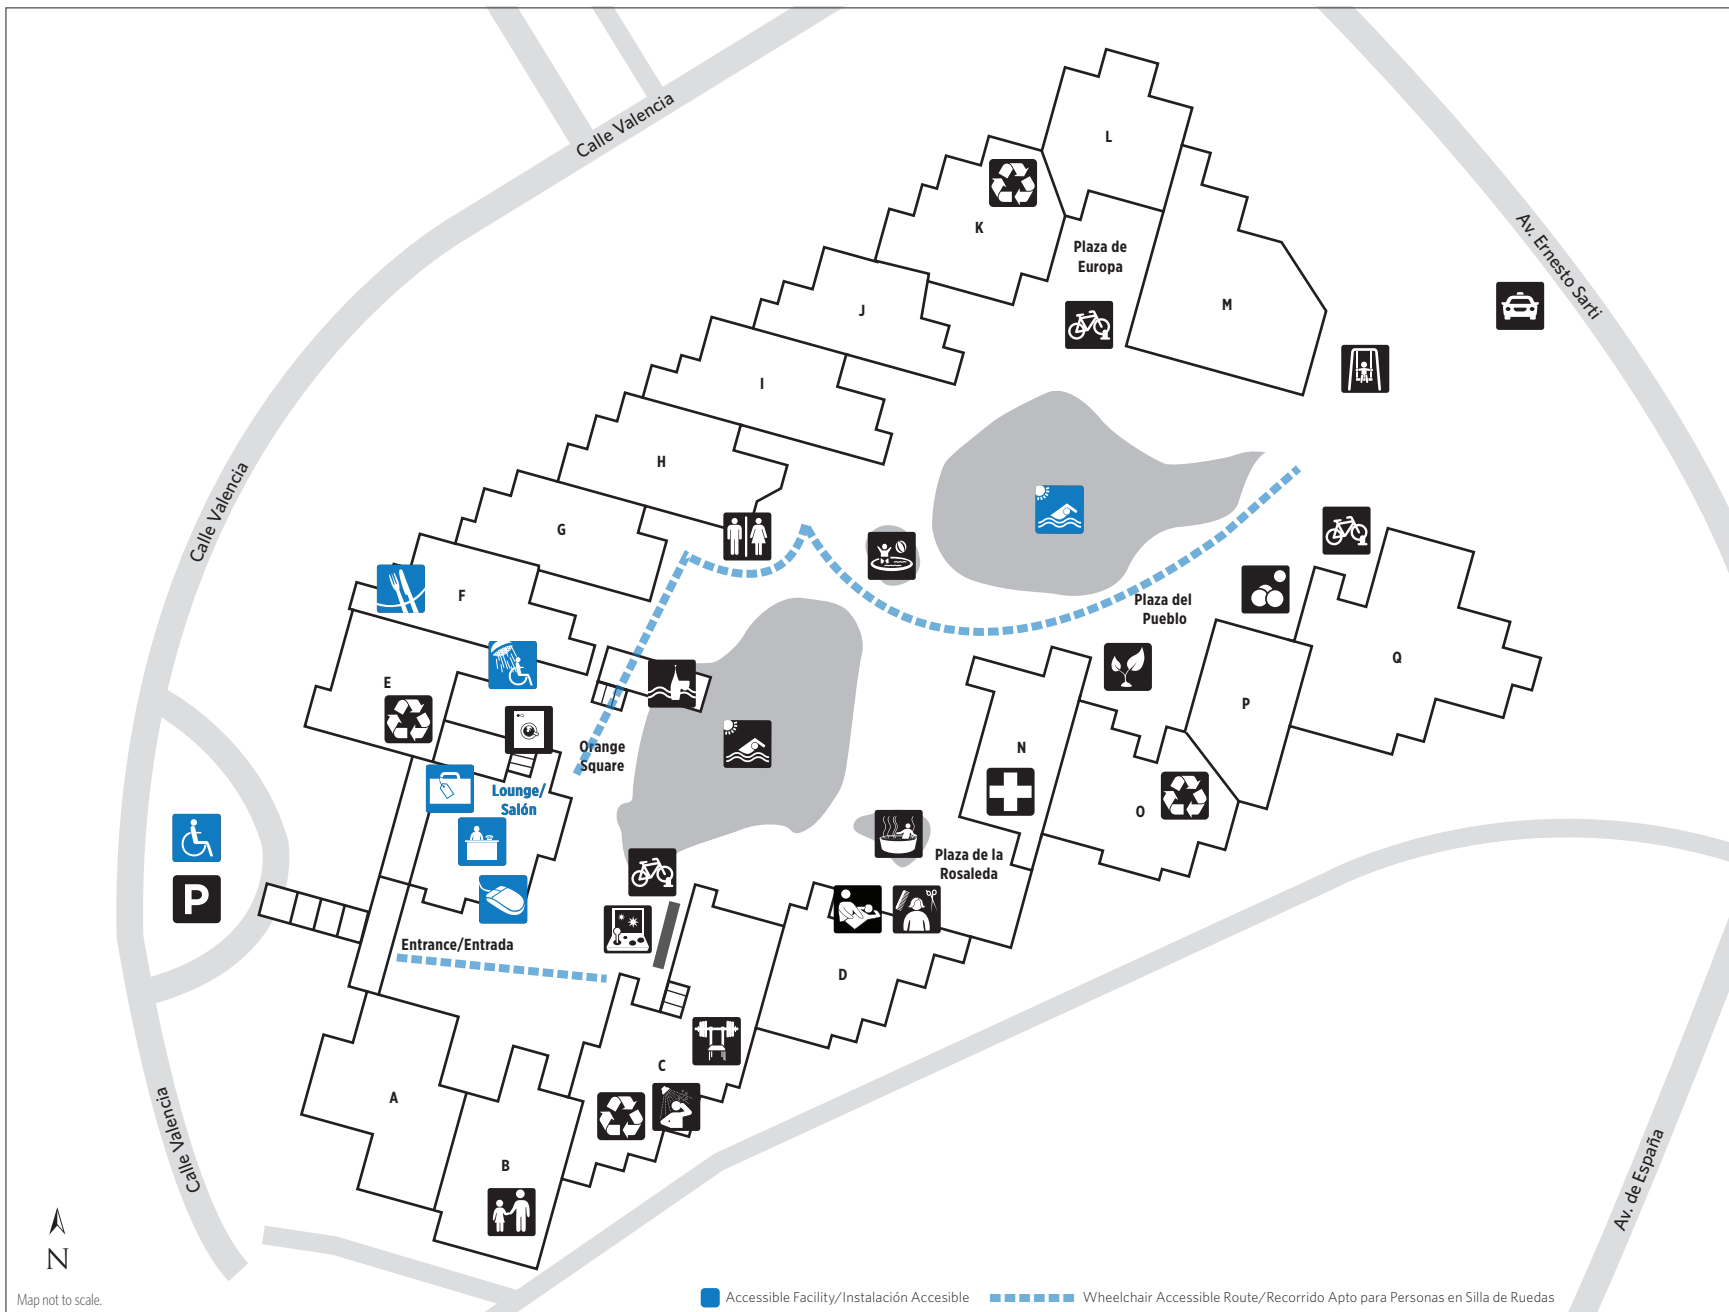 Calle Valencia
L
K
Plaza de
Europa
Av. Ernesto Sarti
M
J
I
H
Calle Valencia
G
F
Plaza del
Pueblo
Q
E
P
Orange
Square
N
Lounge/
Salón
O
Plaza de la
Rosaleda
P
Entrance/Entrada
D
C
A
Calle Valencia
B
Av. de España
N
Map not to scale.
Accessible Facility/Instalación Accesible
Wheelchair Accessible Route/Recorrido Apto para Personas en Silla de Ruedas